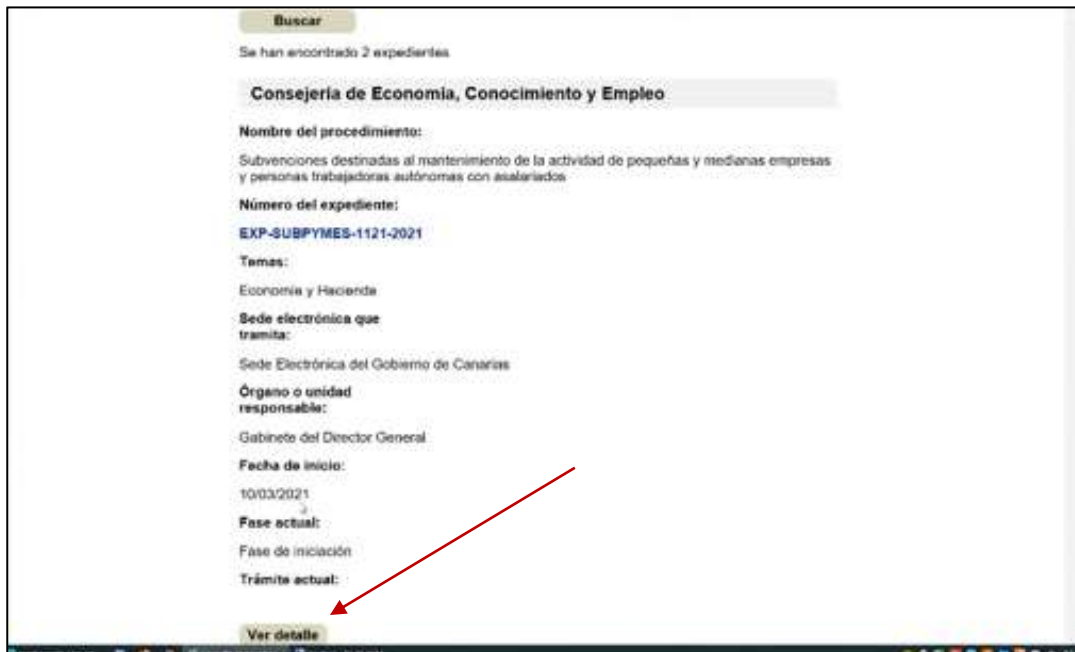 Buscar
Se han encontrado 2 expedientes
Consejería de Economía, Conocimiento y Empleo
Nombre del procedimiento:
Subvenciones destinadas al mantenimiento de la actividad de pequeñas y medianas empresas
y personas trabajadoras autónomas con asalariados
Número del expediente:
EXP-SUBPYMES-1121-2021
Temas:
Economía y Hacienda
Sede electrónica que
tramita:
Sede Electrónica del Gobierno de Canarias
Órgano o unidad
responsable:
Gabinete del Director General
Fecha de inicio:
10/03/2021
Fase actual:
Fase de iniciación
Trámite actual:
Ver detalle